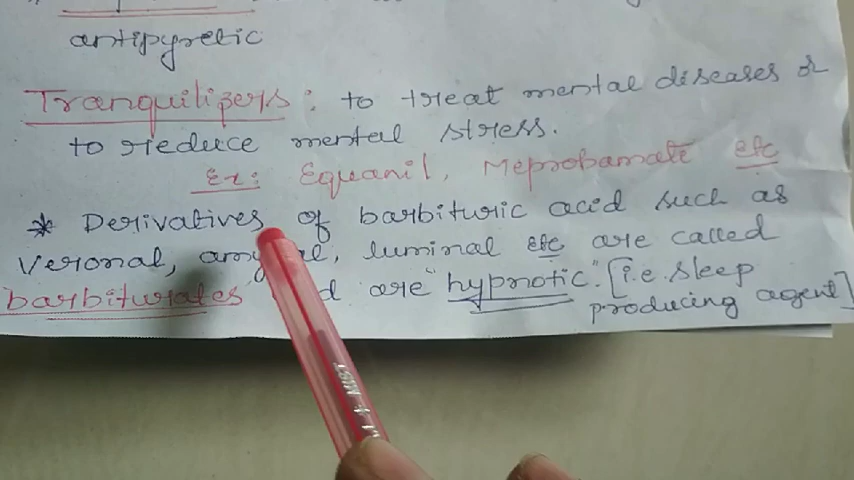 antipyretic
Tranquilizers: to treat mental diseases or
to reduce mental stress.
Ex: Equanil, Meprobamate etc
* Derivatives of barbituric acid such as
veronal, luminal etc are called
barbiturates are "hypnotic". [i.e. sleep
producing agent]